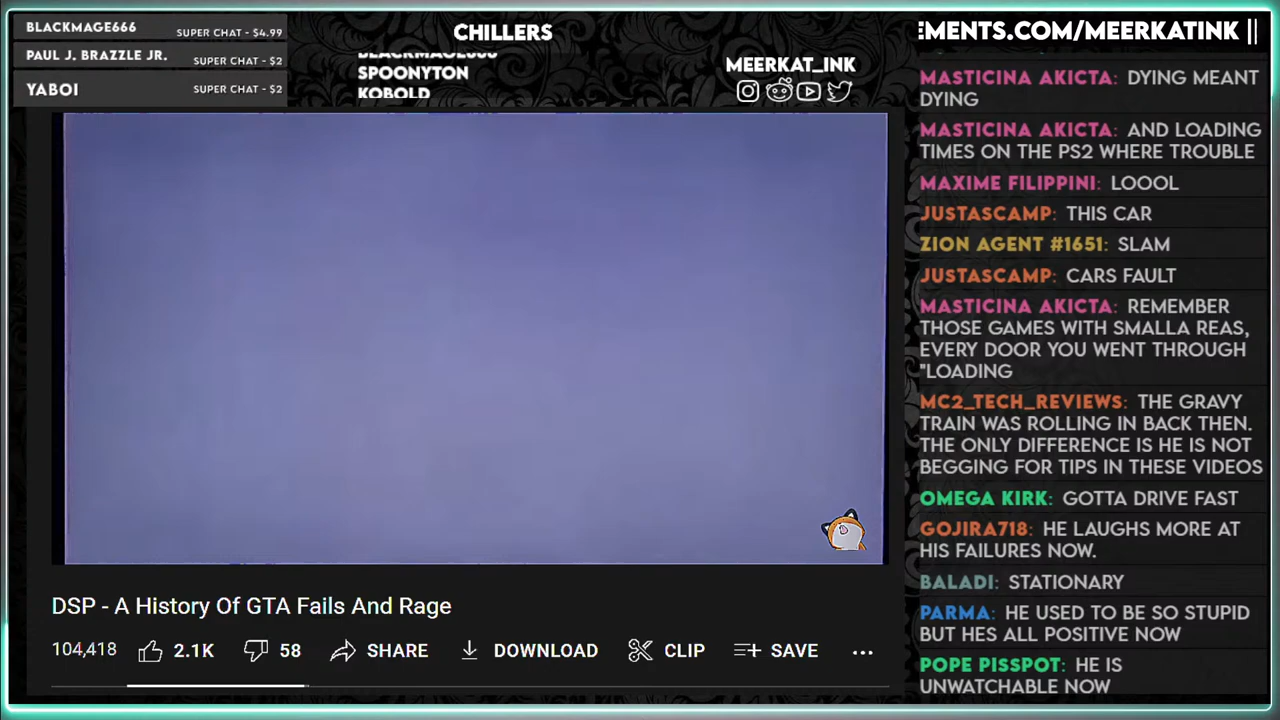 BLACKMAGE666 SUPER CHAT - $4.99
PAUL J. BRAZZLE JR. SUPER CHAT - $2
YABOI SUPER CHAT - $2
CHILLERS
BLACKMAGE666
SPOONYTON
KOBOLD
MEERKAT_INK
EMENTS.COM/MEERKATINK ||
MASTICINA AKICTA: DYING MEANT
DYING
MASTICINA AKICTA: AND LOADING
TIMES ON THE PS2 WHERE TROUBLE
MAXIME FILIPPINI: LOOOL
JUSTASCAMP: THIS CAR
ZION AGENT #1651: SLAM
JUSTASCAMP: CARS FAULT
MASTICINA AKICTA: REMEMBER
THOSE GAMES WITH SMALLA REAS,
EVERY DOOR YOU WENT THROUGH
"LOADING
MC2_TECH_REVIEWS: THE GRAVY
TRAIN WAS ROLLING IN BACK THEN.
THE ONLY DIFFERENCE IS HE IS NOT
BEGGING FOR TIPS IN THESE VIDEOS
OMEGA KIRK: GOTTA DRIVE FAST
GOJIRA718: HE LAUGHS MORE AT
HIS FAILURES NOW.
BALADI: STATIONARY
PARMA: HE USED TO BE SO STUPID
BUT HES ALL POSITIVE NOW
POPE PISSPOT: HE IS
UNWATCHABLE NOW
DSP - A History Of GTA Fails And Rage
104,418 2.1K 58 SHARE DOWNLOAD CLIP SAVE ...